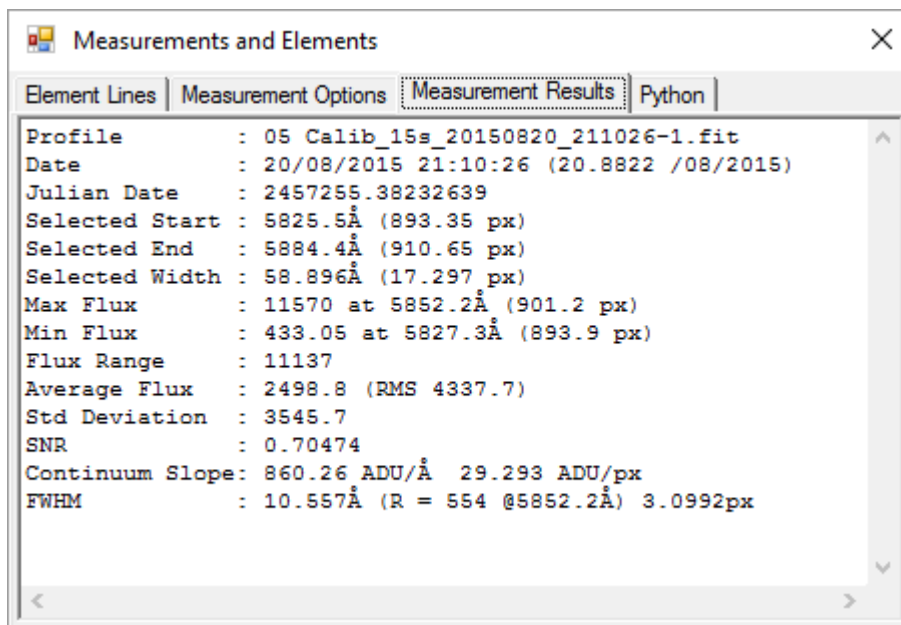 Measurements and Elements
Element Lines Measurement Options Measurement Results Python
Profile : 05 Calib_15s_20150820_211026-1.fit
Date : 20/08/2015 21:10:26 (20.8822 /08/2015)
Julian Date : 2457255.38232639
Selected Start : 5825.5Å (893.35 px)
Selected End : 5884.4Å (910.65 px)
Selected Width : 58.896Å (17.297 px)
Max Flux : 11570 at 5852.2Å (901.2 px)
Min Flux : 433.05 at 5827.3Å (893.9 px)
Flux Range : 11137
Average Flux : 2498.8 (RMS 4337.7)
Std Deviation : 3545.7
SNR : 0.70474
Continuum Slope: 860.26 ADU/Å 29.293 ADU/px
FWHM : 10.557Å (R = 554 @5852.2Å) 3.0992px